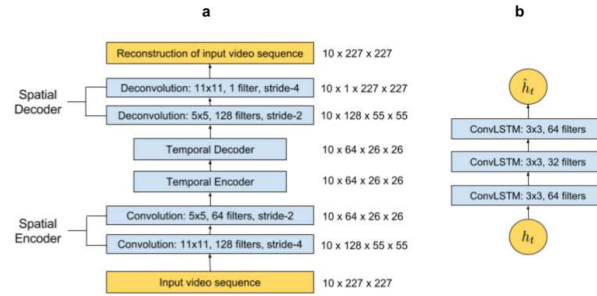 a
Reconstruction of input video sequence 10 x 227 x 227
Spatial Decoder
Deconvolution: 11x11, 1 filter, stride-4 10 x 1 x 227 x 227
Deconvolution: 5x5, 128 filters, stride-2 10 x 128 x 55 x 55
Temporal Decoder 10 x 64 x 26 x 26
Temporal Encoder 10 x 64 x 26 x 26
Spatial Encoder
Convolution: 5x5, 64 filters, stride-2 10 x 64 x 26 x 26
Convolution: 11x11, 128 filters, stride-4 10 x 128 x 55 x 55
Input video sequence 10 x 227 x 227
b
ĥₜ
ConvLSTM: 3x3, 64 filters
ConvLSTM: 3x3, 32 filters
ConvLSTM: 3x3, 64 filters
hₜ